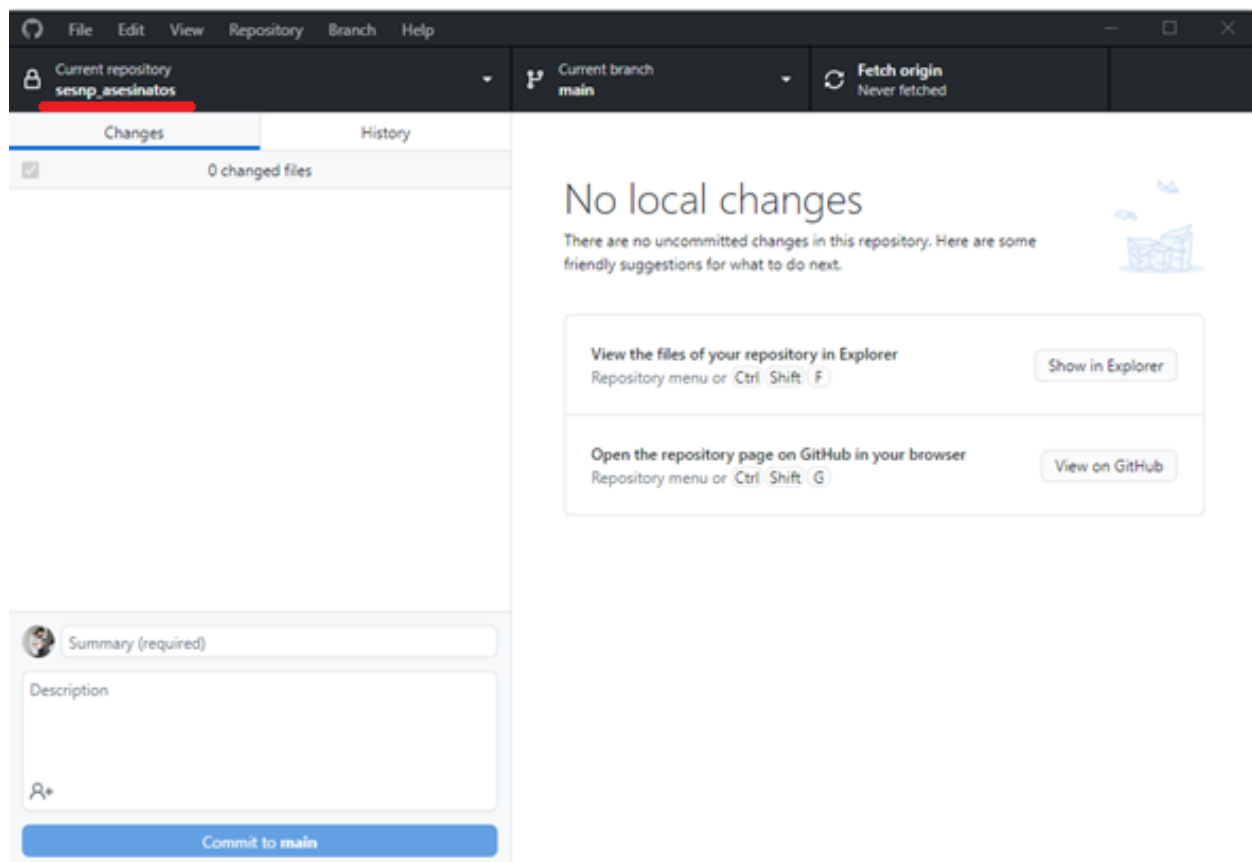 File Edit View Repository Branch Help
Current repository
sesnp_asesinatos
Current branch
main
Fetch origin
Never fetched
Changes History
0 changed files
No local changes
There are no uncommitted changes in this repository. Here are some
friendly suggestions for what to do next.
View the files of your repository in Explorer
Repository menu or Ctrl Shift F
Show in Explorer
Open the repository page on GitHub in your browser
Repository menu or Ctrl Shift G
View on GitHub
Summary (required)
Description
Commit to main